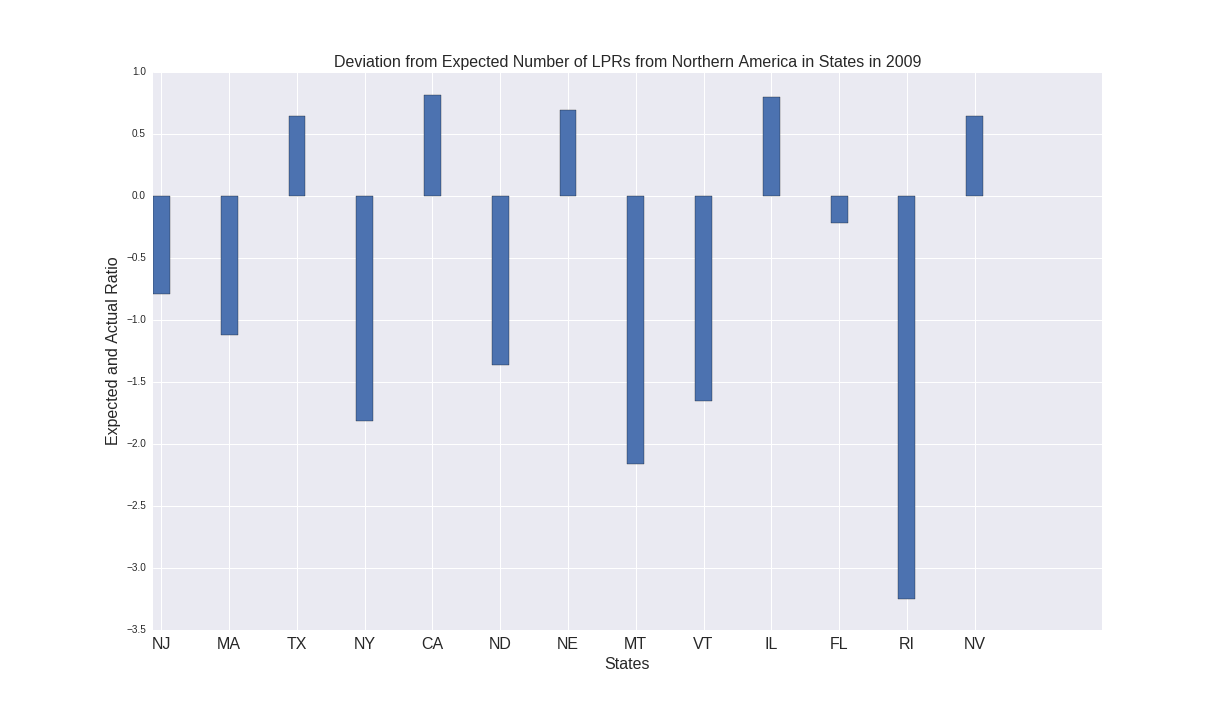 Deviation from Expected Number of LPRs from Northern America in States in 2009
1.0
0.5
0.0
−0.5
−1.0
−1.5
−2.0
−2.5
−3.0
−3.5
Expected and Actual Ratio
NJ MA TX NY CA ND NE MT VT IL FL RI NV
States